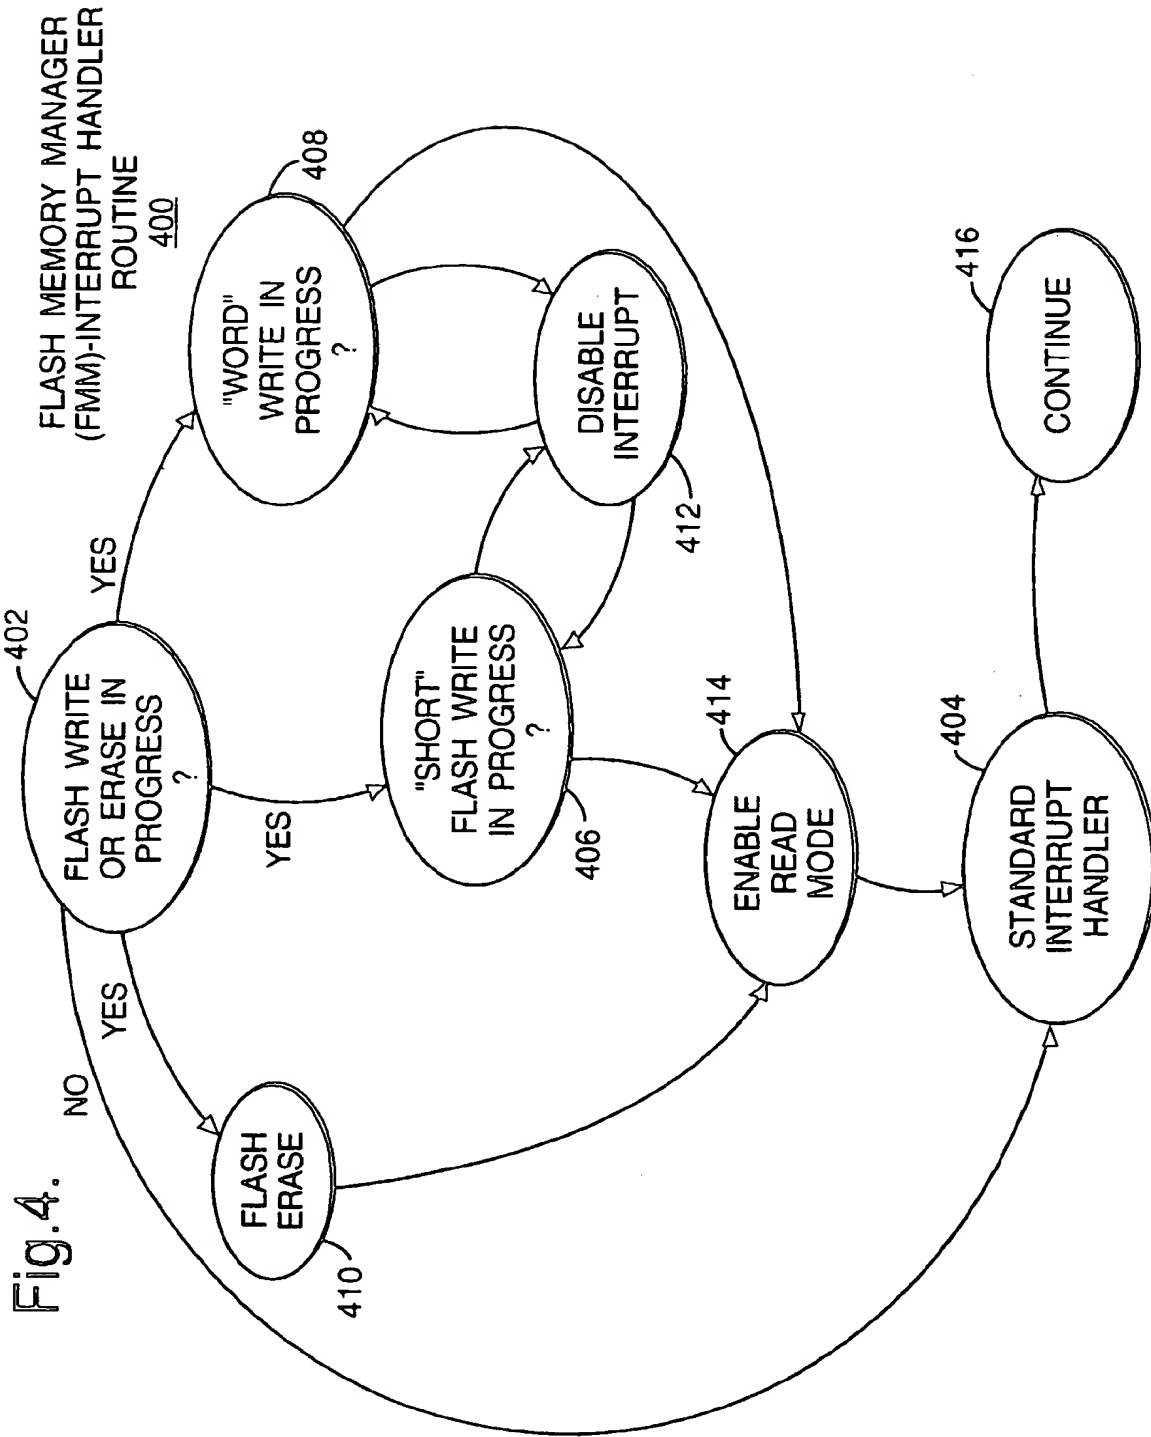 Fig.4.
FLASH MEMORY MANAGER
(FMM)-INTERRUPT HANDLER
ROUTINE
400
402
FLASH WRITE
OR ERASE IN
PROGRESS
?
NO
YES
YES
YES
FLASH
ERASE
410
"SHORT"
FLASH WRITE
IN PROGRESS
?
406
"WORD"
WRITE IN
PROGRESS
?
408
DISABLE
INTERRUPT
412
ENABLE
READ
MODE
414
STANDARD
INTERRUPT
HANDLER
404
CONTINUE
416